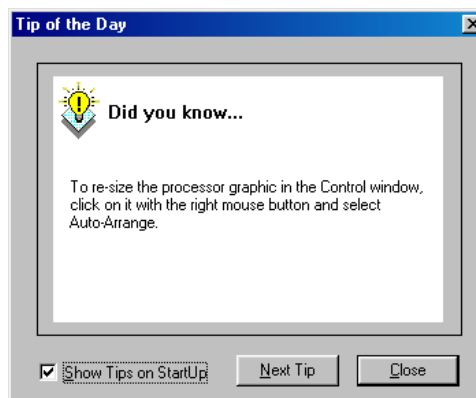 Tip of the Day
Did you know...
To re-size the processor graphic in the Control window,
click on it with the right mouse button and select
Auto-Arrange.
Show Tips on StartUp
Next Tip
Close